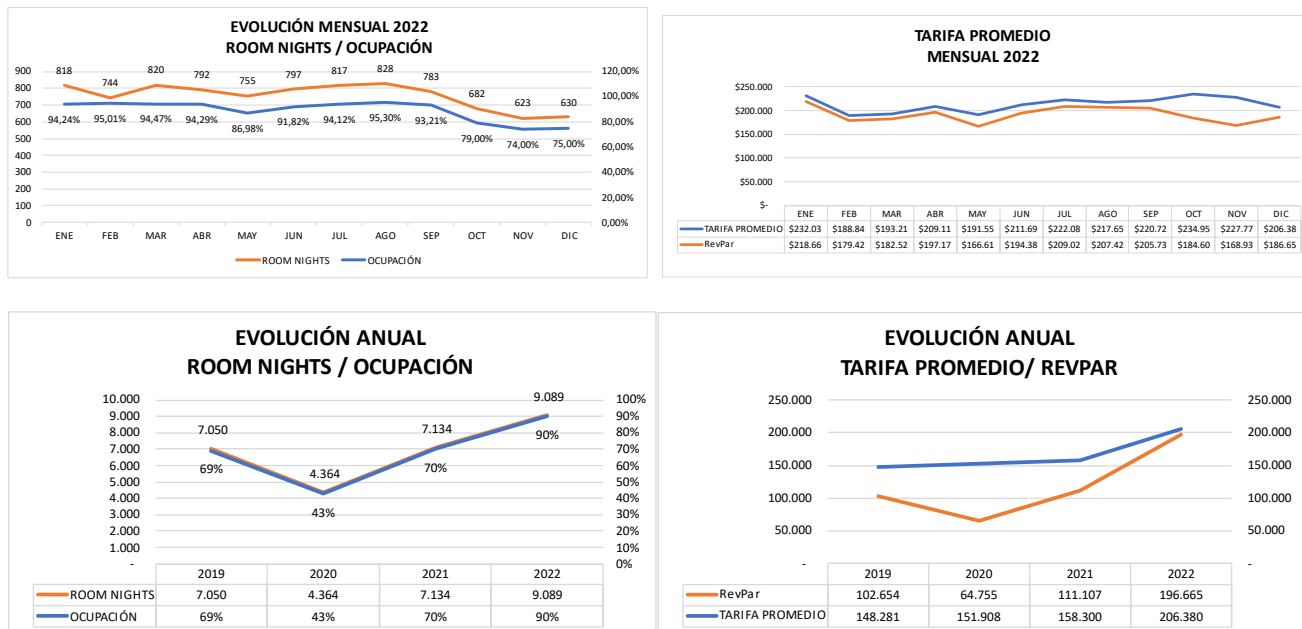 EVOLUCIÓN MENSUAL 2022
ROOM NIGHTS / OCUPACIÓN
900 818 744 820 792 755 797 817 828 783 682 623 630 120,00%
800
700 100,00%
600 94,24% 95,01% 94,47% 94,29% 86,98% 91,82% 94,12% 95,30% 93,21% 79,00% 74,00% 75,00% 80,00%
500
400 60,00%
300 40,00%
200
100 20,00%
0 0,00%
ENE FEB MAR ABR MAY JUN JUL AGO SEP OCT NOV DIC
ROOM NIGHTS OCUPACIÓN
TARIFA PROMEDIO
MENSUAL 2022
$250.000
$200.000
$150.000
$100.000
$50.000
$-
ENE FEB MAR ABR MAY JUN JUL AGO SEP OCT NOV DIC
TARIFA PROMEDIO $232.03 $188.84 $193.21 $209.11 $191.55 $211.69 $222.08 $217.65 $220.72 $234.95 $227.77 $206.38
RevPar $218.66 $179.42 $182.52 $197.17 $166.61 $194.38 $209.02 $207.42 $205.73 $184.60 $168.93 $186.65
EVOLUCIÓN ANUAL
ROOM NIGHTS / OCUPACIÓN
10.000 9.089 100%
9.000 90%
8.000 7.050 7.134 90% 80%
7.000 70%
6.000 69% 4.364 70% 60%
5.000 50%
4.000 40%
3.000 43% 30%
2.000 20%
1.000 10%
- 0%
2019 2020 2021 2022
ROOM NIGHTS 7.050 4.364 7.134 9.089
OCUPACIÓN 69% 43% 70% 90%
EVOLUCIÓN ANUAL
TARIFA PROMEDIO/ REVPAR
250.000 250.000
200.000 200.000
150.000 150.000
100.000 100.000
50.000 50.000
- -
2019 2020 2021 2022
RevPar 102.654 64.755 111.107 196.665
TARIFA PROMEDIO 148.281 151.908 158.300 206.380